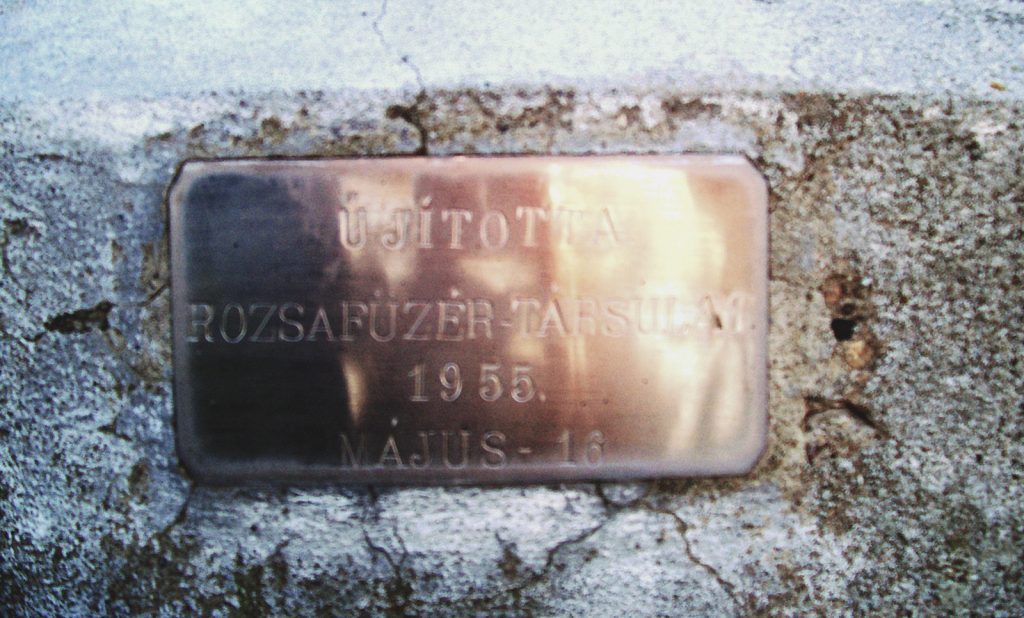 ÚJÍTOTTA
ROZSAFÜZÉR-TÁRSULAT.
1955.
MÁJUS-16